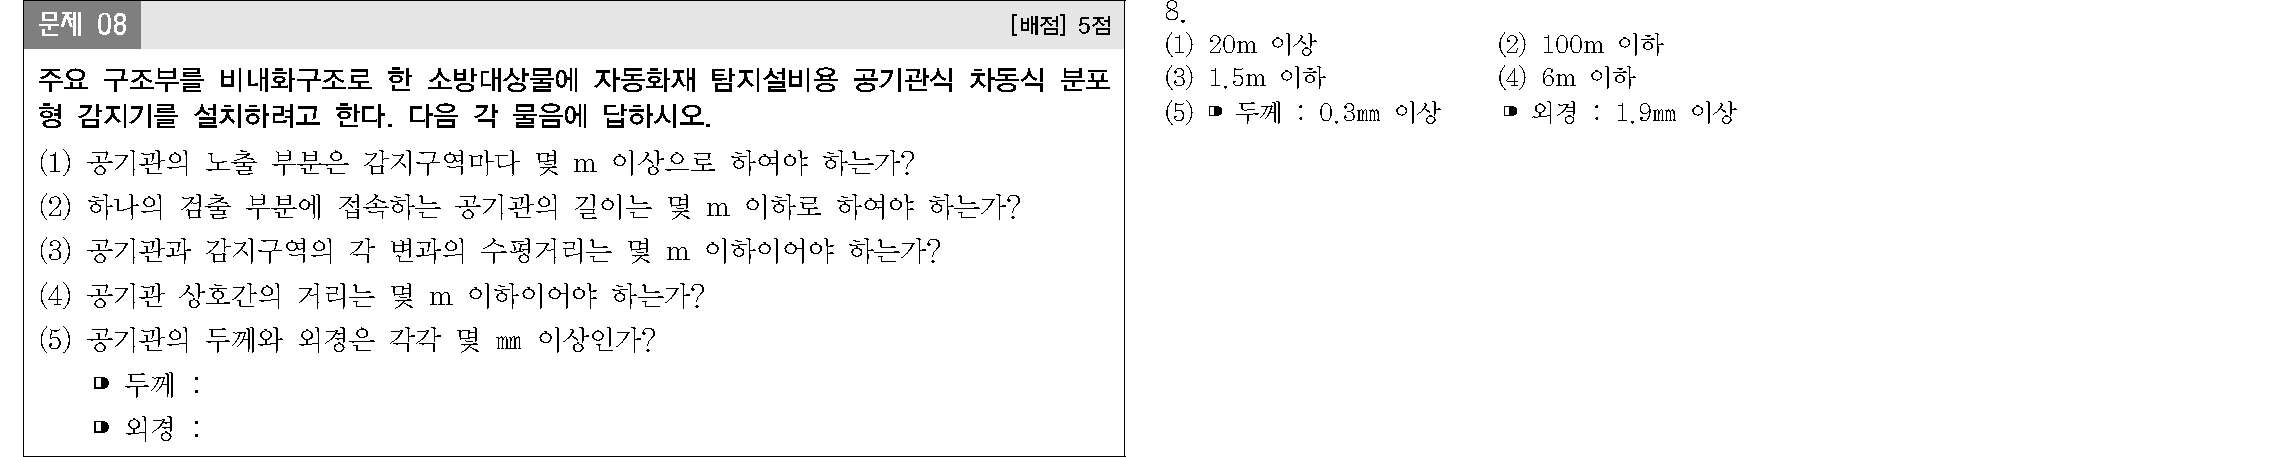 문제 08
[배점] 5점
주요 구조부를 비내화구조로 한 소방대상물에 자동화재 탐지설비용 공기관식 차동식 분포
형 감지기를 설치하려고 한다. 다음 각 물음에 답하시오.
(1) 공기관의 노출 부분은 감지구역마다 몇 m 이상으로 하여야 하는가?
(2) 하나의 검출 부분에 접속하는 공기관의 길이는 몇 m 이하로 하여야 하는가?
(3) 공기관과 감지구역의 각 변과의 수평거리는 몇 m 이하이어야 하는가?
(4) 공기관 상호간의 거리는 몇 m 이하이어야 하는가?
(5) 공기관의 두께와 외경은 각각 몇 ㎜ 이상인가?
두께 :
외경 :
8.
(1) 20m 이상 (2) 100m 이하
(3) 1.5m 이하 (4) 6m 이하
(5) 두께 : 0.3㎜ 이상 외경 : 1.9㎜ 이상